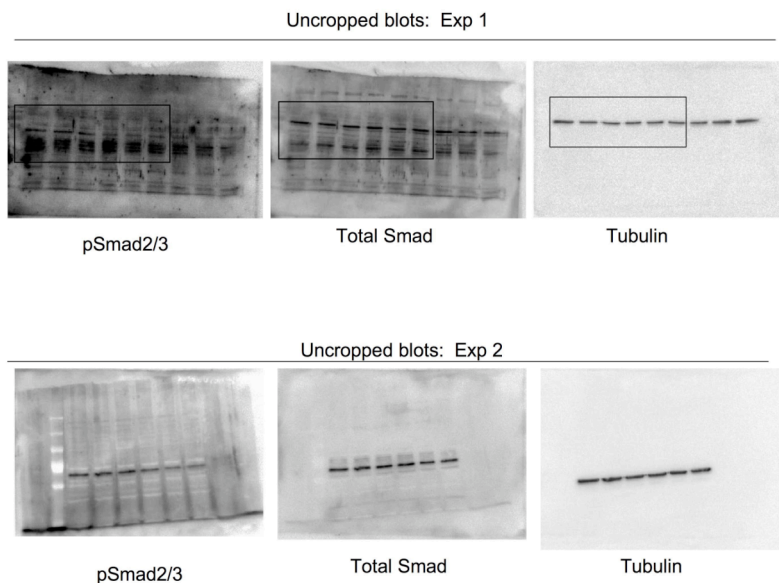 Uncropped blots: Exp 1
pSmad2/3
Total Smad
Tubulin
Uncropped blots: Exp 2
pSmad2/3
Total Smad
Tubulin